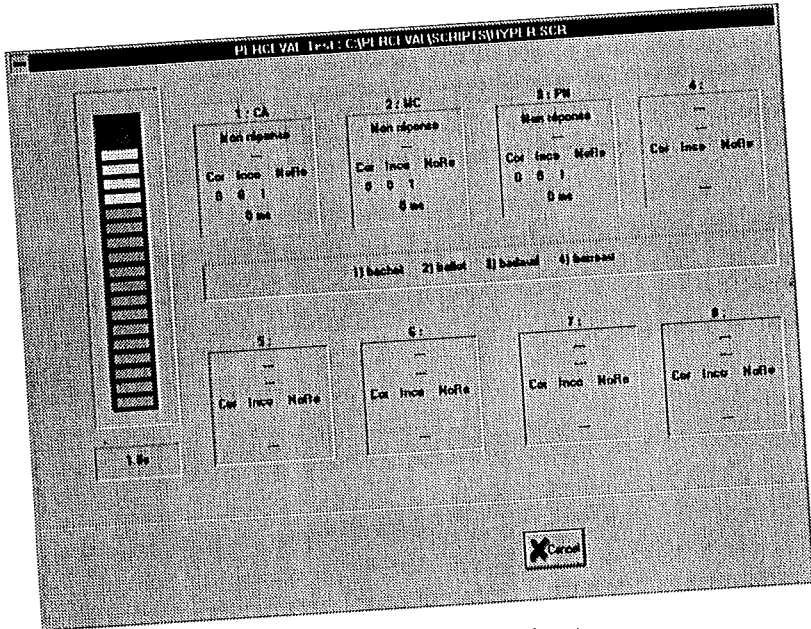 PERCEVAL Test : C:\PERCEVAL\SCRIPTS\HYPER.SCR
1 : CA
Non réponse
---
Cor Inco NoRe
0 0 1
0 ms
2 : MC
Non réponse
---
Cor Inco NoRe
0 0 1
0 ms
3 : PN
Non réponse
---
Cor Inco NoRe
0 0 1
0 ms
4 :
---
---
Cor Inco NoRe
---
1) bachot 2) ballot 3) badaud 4) barreau
5 :
---
---
Cor Inco NoRe
---
6 :
---
---
Cor Inco NoRe
---
7 :
---
---
Cor Inco NoRe
---
8 :
---
---
Cor Inco NoRe
---
1.8s
Cancel